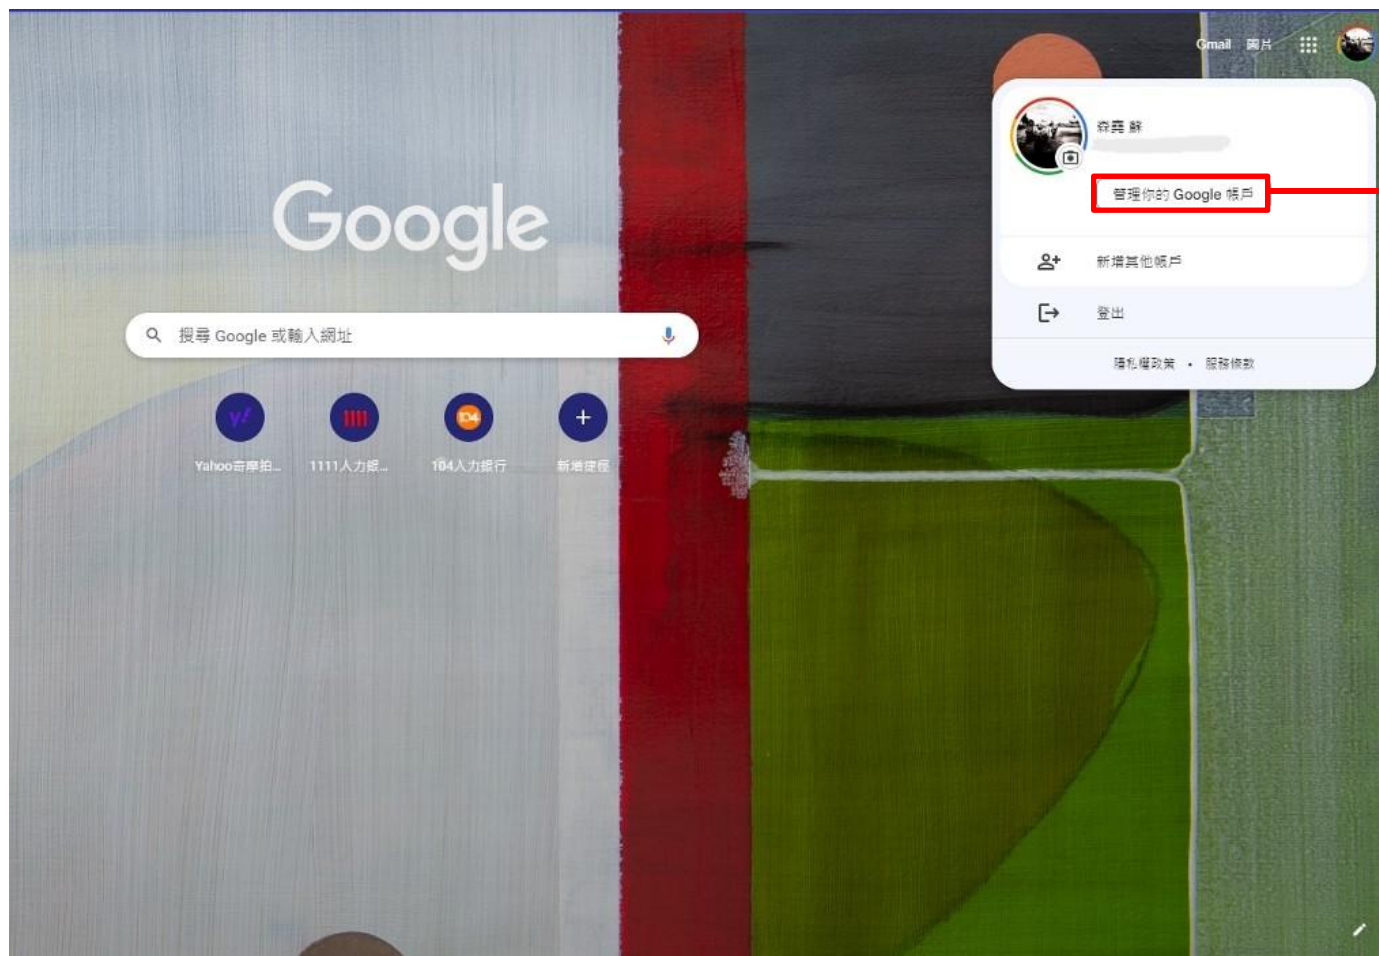 Gmail 圖片
森堯 蘇
管理你的 Google 帳戶
新增其他帳戶
登出
隱私權政策 • 服務條款
Google
搜尋 Google 或輸入網址
Yahoo奇摩拍...
1111人力銀...
104人力銀行
新增捷徑